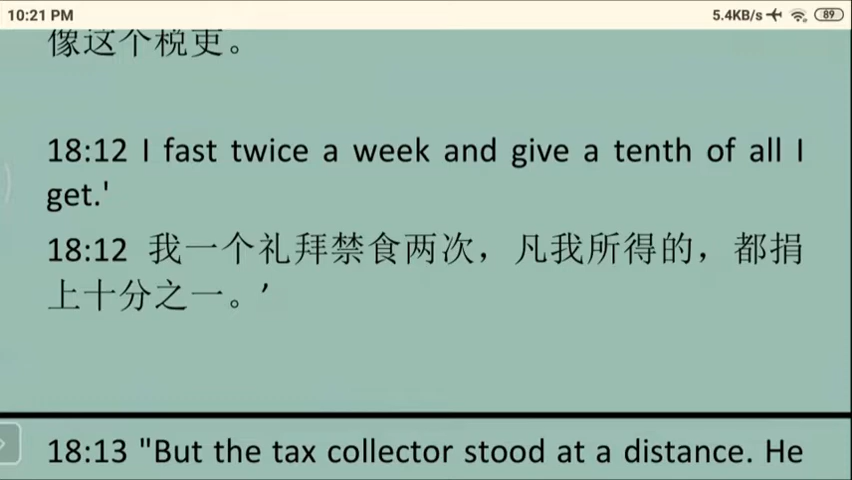 10:21 PM 5.4KB/s 89
像这个税吏。
18:12 I fast twice a week and give a tenth of all I
get.'
18:12 我一个礼拜禁食两次，凡我所得的，都捐
上十分之一。’
18:13 "But the tax collector stood at a distance. He